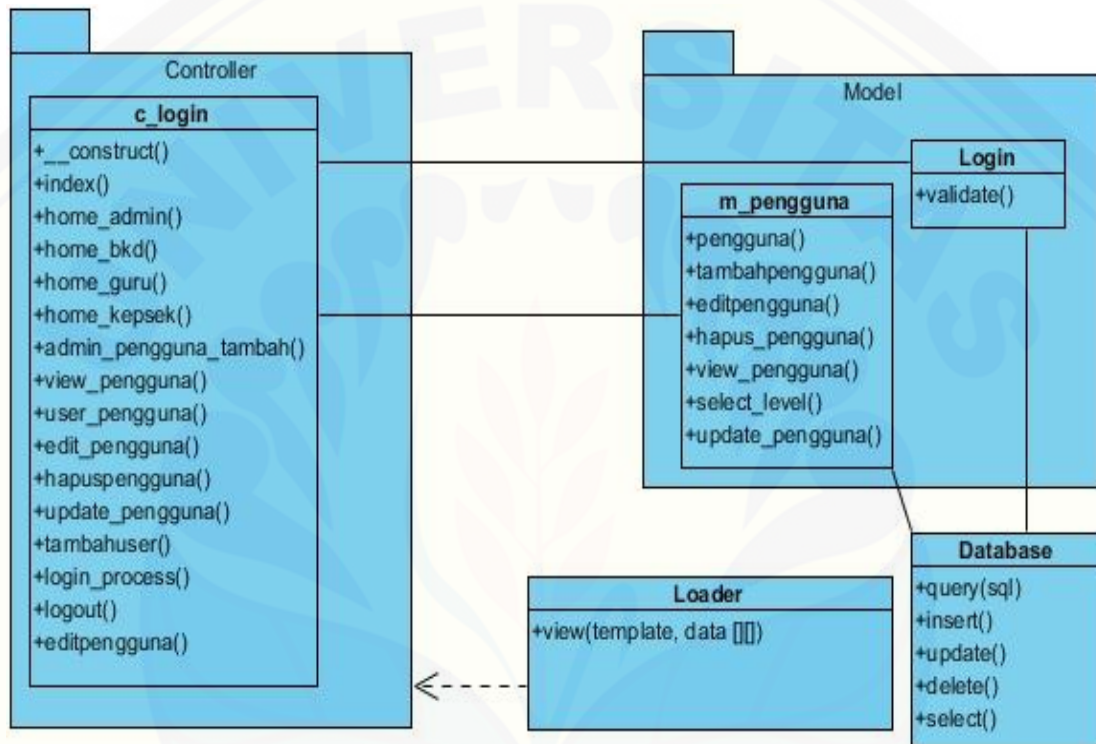 Controller
c_login
+__construct()
+index()
+home_admin()
+home_bkd()
+home_guru()
+home_kepsek()
+admin_pengguna_tambah()
+view_pengguna()
+user_pengguna()
+edit_pengguna()
+hapuspengguna()
+update_pengguna()
+tambahuser()
+login_process()
+logout()
+editpengguna()
Model
Login
+validate()
m_pengguna
+pengguna()
+tambahpengguna()
+editpengguna()
+hapus_pengguna()
+view_pengguna()
+select_level()
+update_pengguna()
Loader
+view(template, data [][])
Database
+query(sql)
+insert()
+update()
+delete()
+select()
UNIVERSITAS